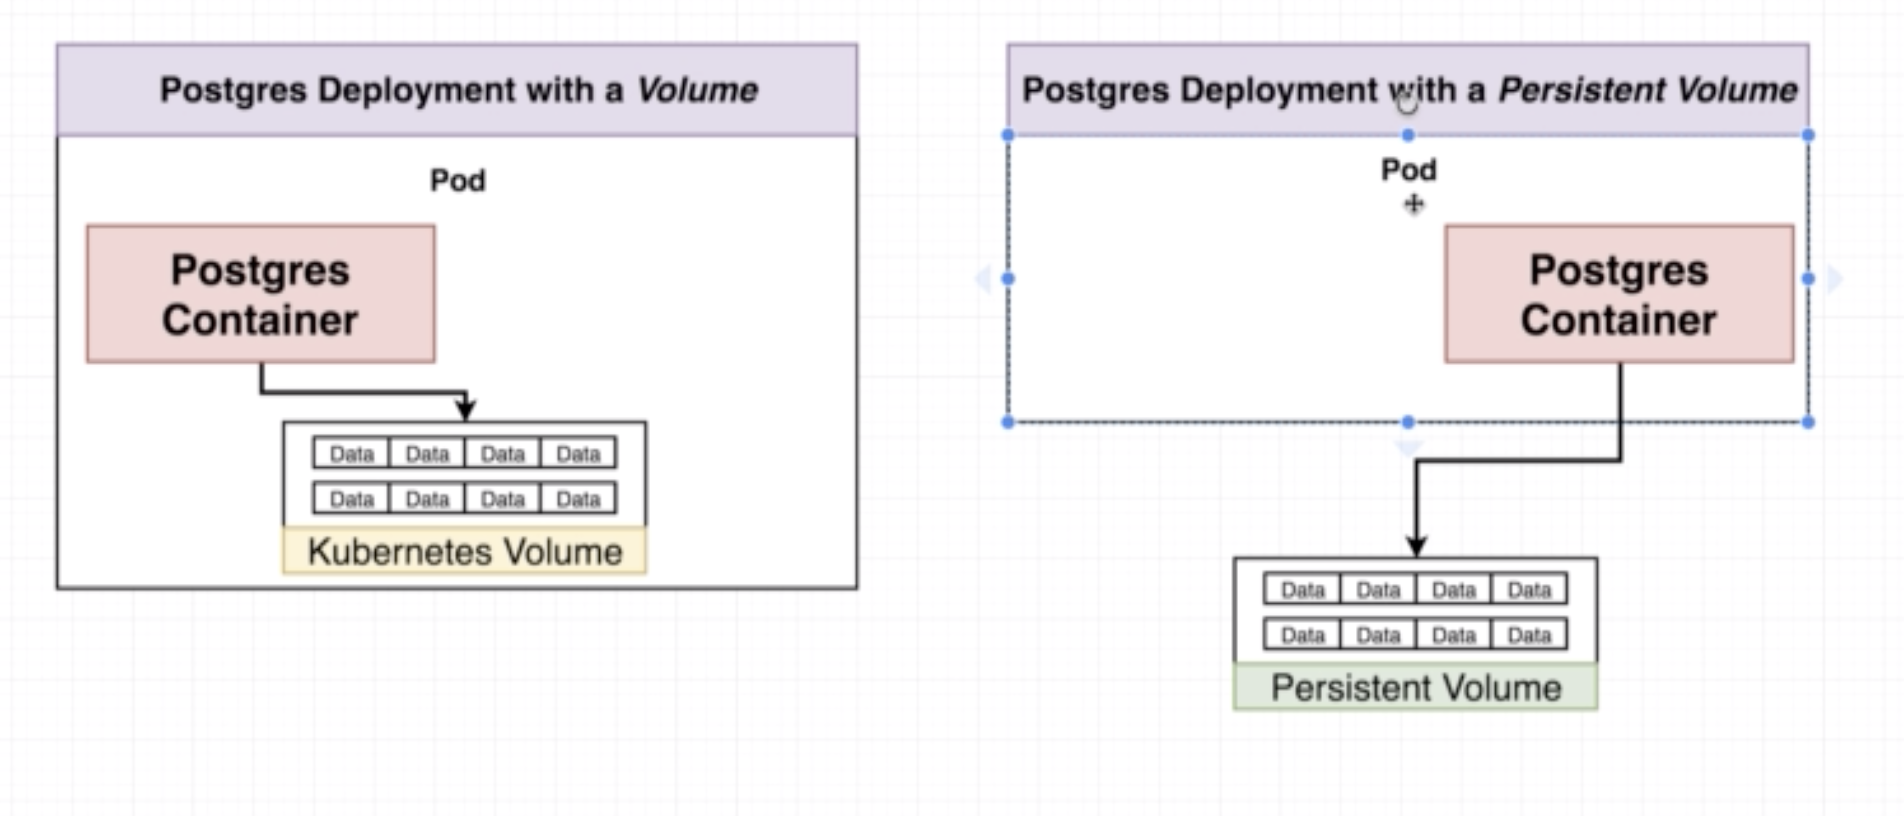 Postgres Deployment with a Volume
Pod
Postgres
Container
Data Data Data Data
Data Data Data Data
Kubernetes Volume
Postgres Deployment with a Persistent Volume
Pod
Postgres
Container
Data Data Data Data
Data Data Data Data
Persistent Volume